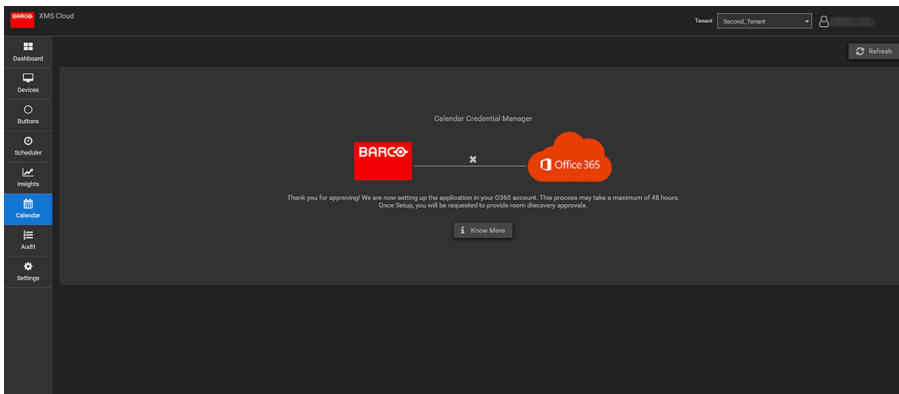 BARCO XMS Cloud
Tenant Second_Tenant
Refresh
Dashboard
Devices
Buttons
Scheduler
Insights
Calendar
Audit
Settings
Calendar Credential Manager
BARCO
Office 365
Thank you for approving! We are now setting up the application in your O365 account. This process may take a maximum of 48 hours.
Once Setup, you will be requested to provide room discovery approvals.
Know More